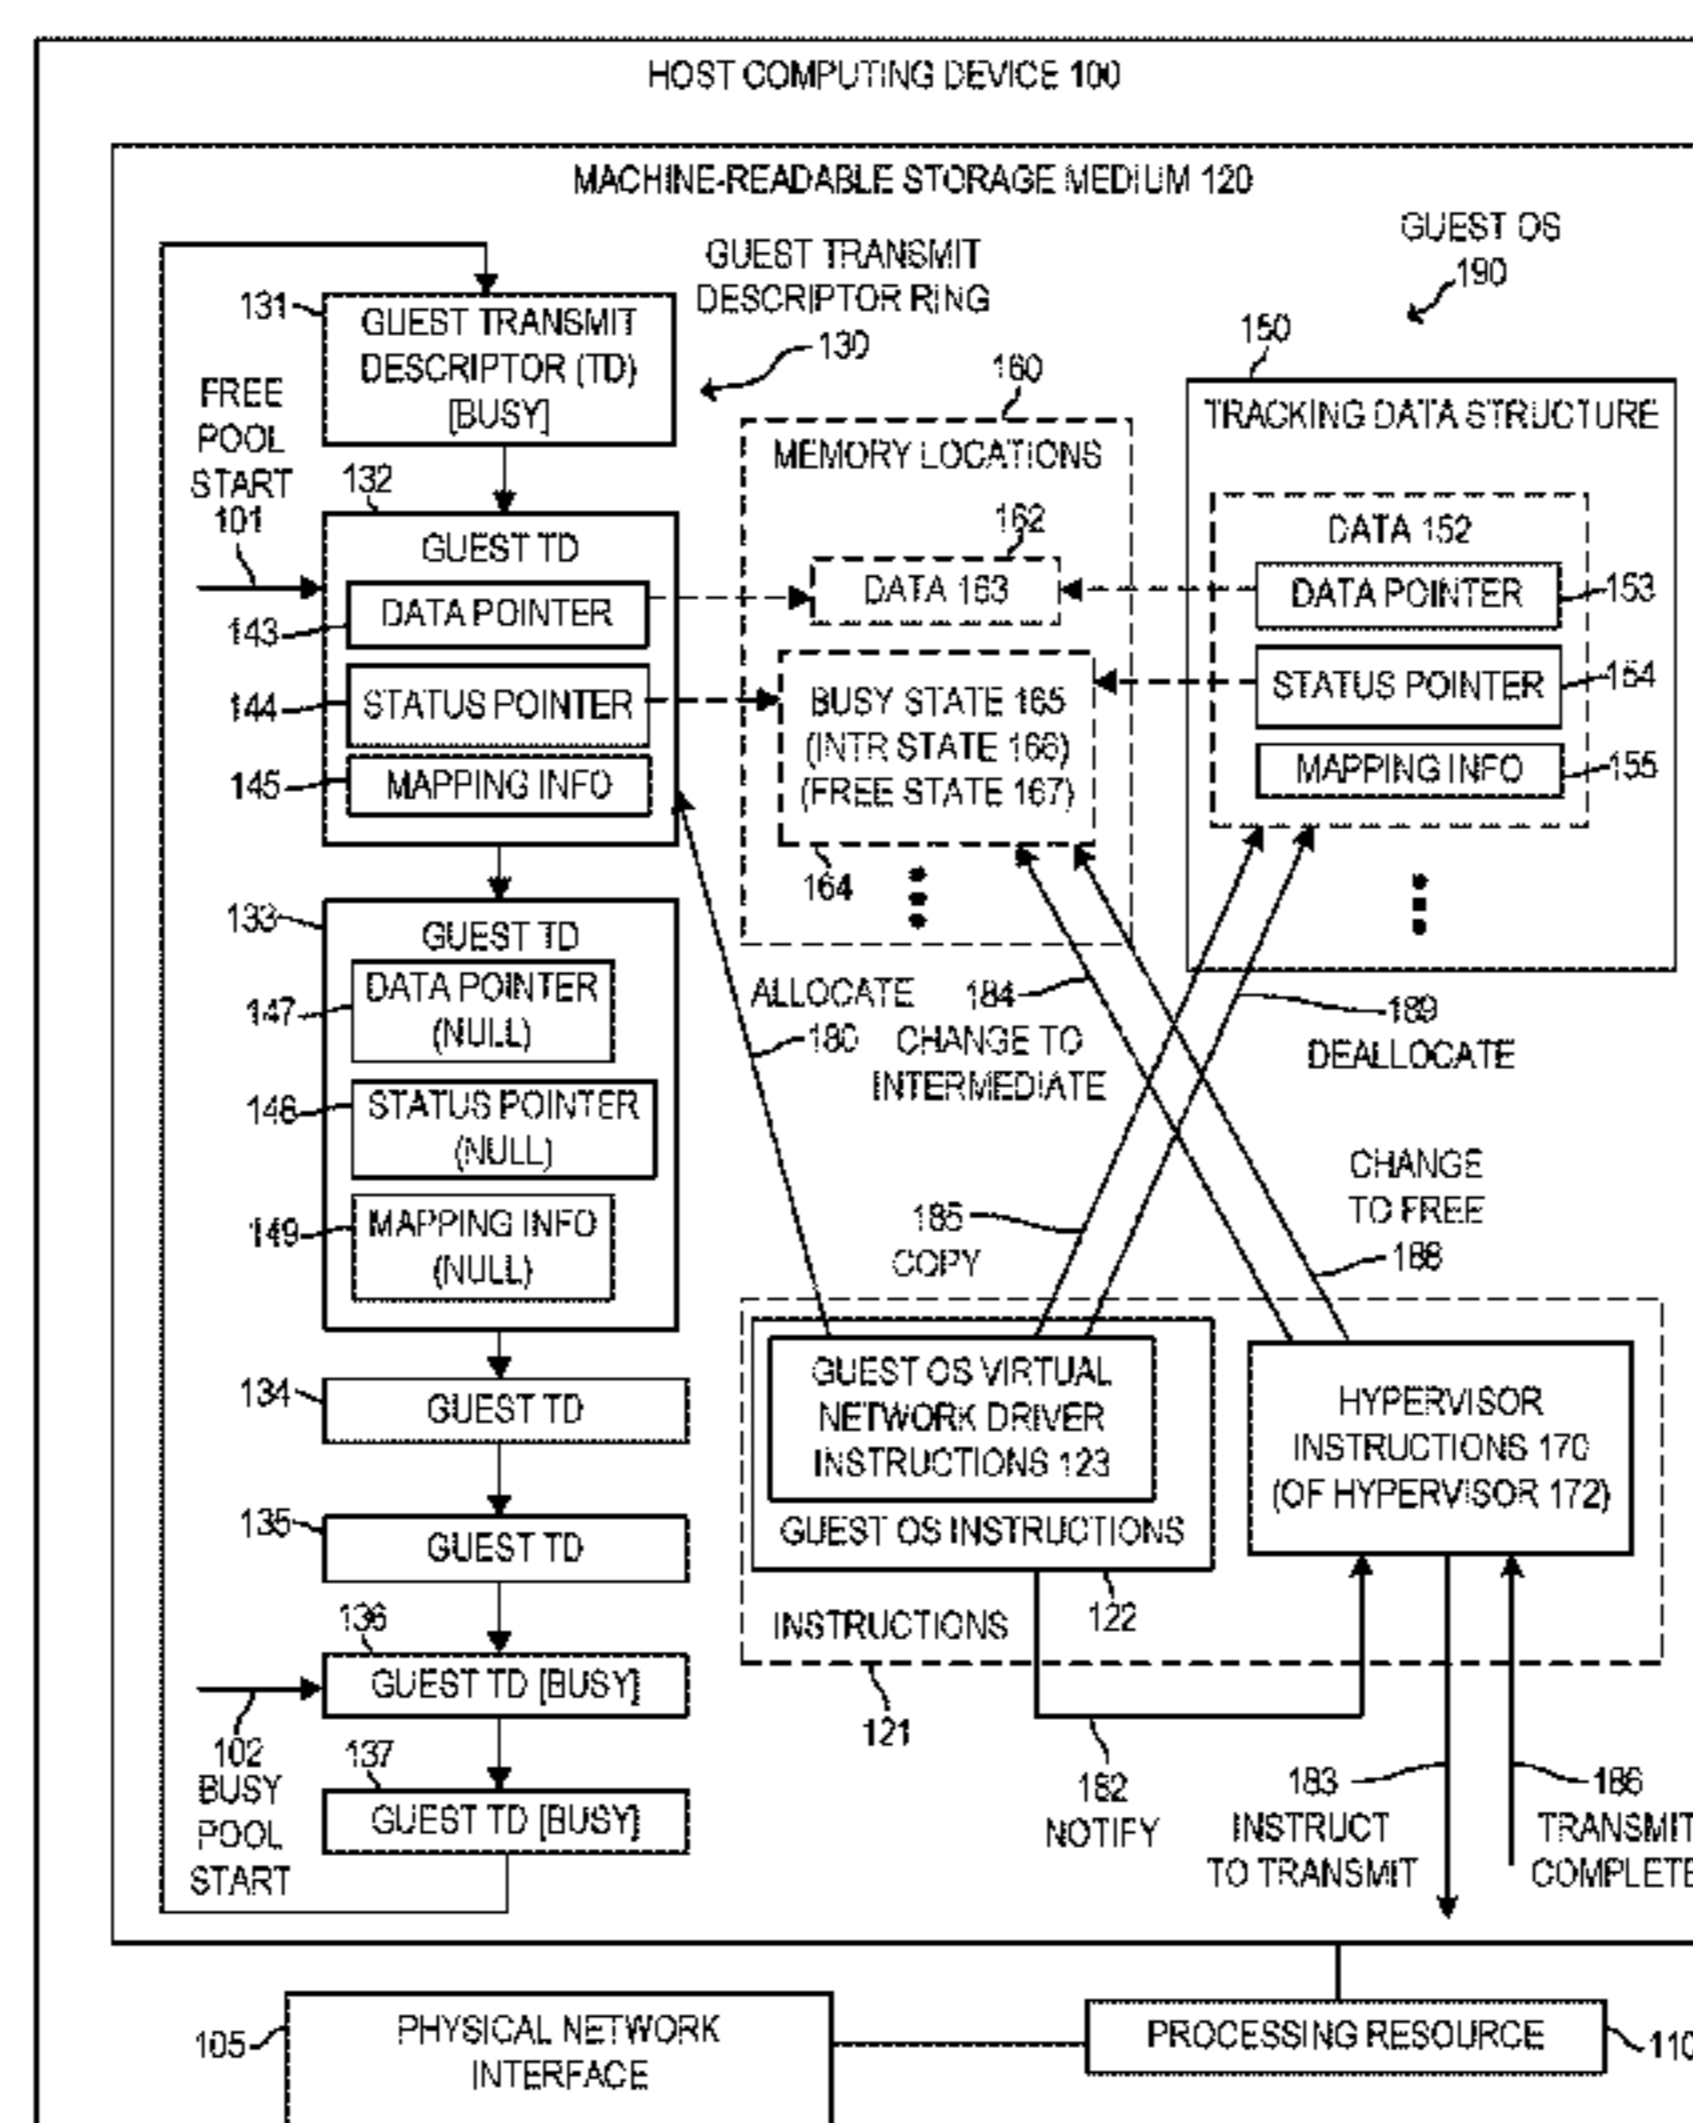 HOST COMPUTING DEVICE 100
MACHINE-READABLE STORAGE MEDIUM 120
GUEST OS
190
GUEST TRANSMIT
DESCRIPTOR RING
130
131
GUEST TRANSMIT
DESCRIPTOR (TD)
[BUSY]
FREE
POOL
START
101
132
GUEST TD
DATA POINTER
143
STATUS POINTER
144
MAPPING INFO
145
160
MEMORY LOCATIONS
162
DATA 163
BUSY STATE 165
(INTR STATE 166)
(FREE STATE 167)
164
150
TRACKING DATA STRUCTURE
DATA 152
DATA POINTER
153
STATUS POINTER
154
MAPPING INFO
155
133
GUEST TD
DATA POINTER
(NULL)
147
STATUS POINTER
(NULL)
148
MAPPING INFO
(NULL)
149
ALLOCATE
180
184
CHANGE TO
INTERMEDIATE
189
DEALLOCATE
185
COPY
CHANGE
TO FREE
188
134
GUEST TD
135
GUEST TD
136
GUEST TD [BUSY]
102
BUSY
POOL
START
137
GUEST TD [BUSY]
GUEST OS VIRTUAL
NETWORK DRIVER
INSTRUCTIONS 123
GUEST OS INSTRUCTIONS
122
HYPERVISOR
INSTRUCTIONS 170
(OF HYPERVISOR 172)
INSTRUCTIONS
121
182
NOTIFY
183
INSTRUCT
TO TRANSMIT
186
TRANSMIT
COMPLETE
105
PHYSICAL NETWORK
INTERFACE
PROCESSING RESOURCE
110